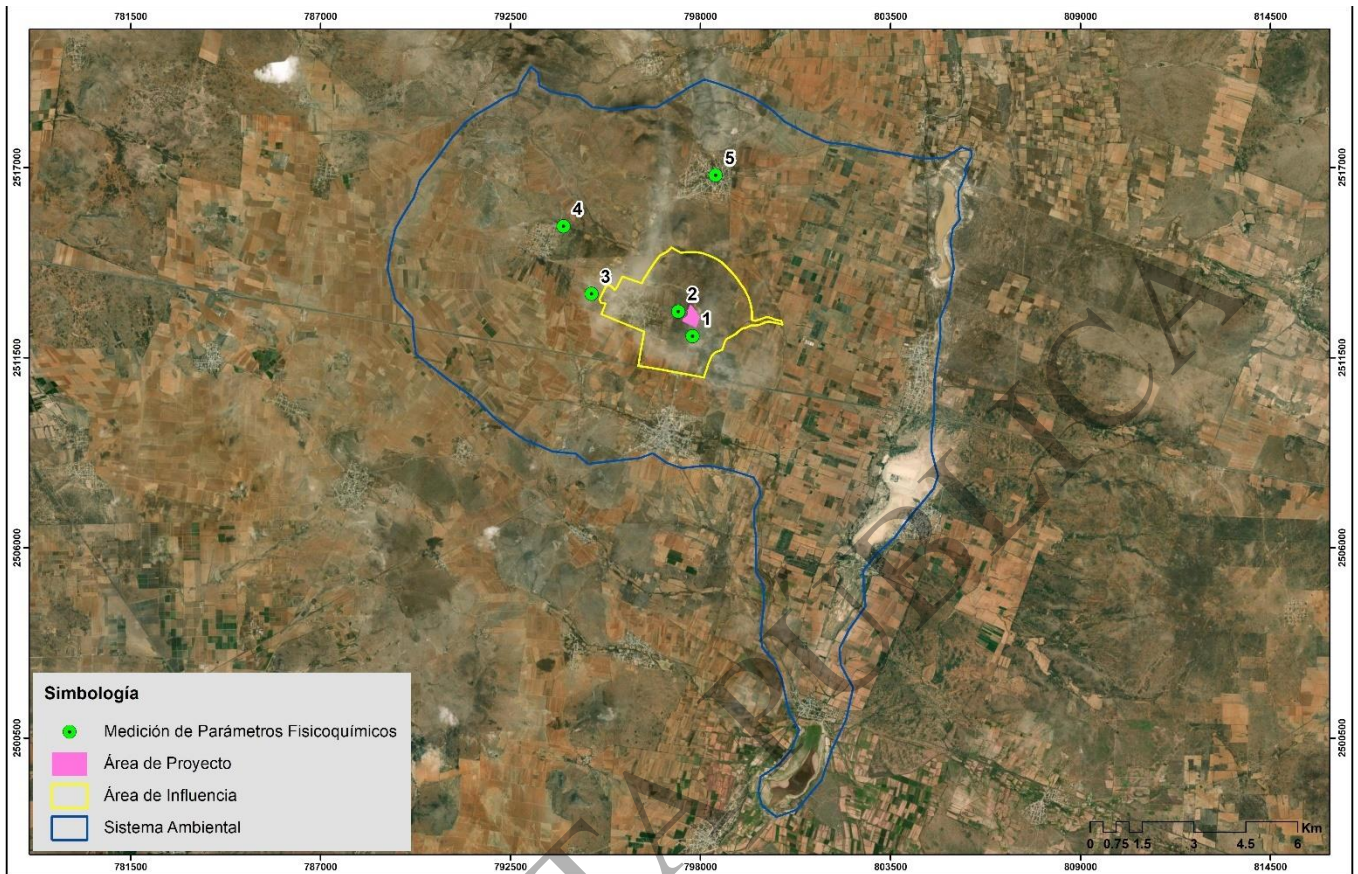 781500 787000 792500 798000 803500 809000 814500
2517000 2517000
5
4
3
2
1
2511500 2511500
2506000 2506000
2500500 2500500
Simbología
Medición de Parámetros Fisicoquímicos
Área de Proyecto
Área de Influencia
Sistema Ambiental
Km
0 0.75 1.5 3 4.5 6
781500 787000 792500 798000 803500 809000 814500